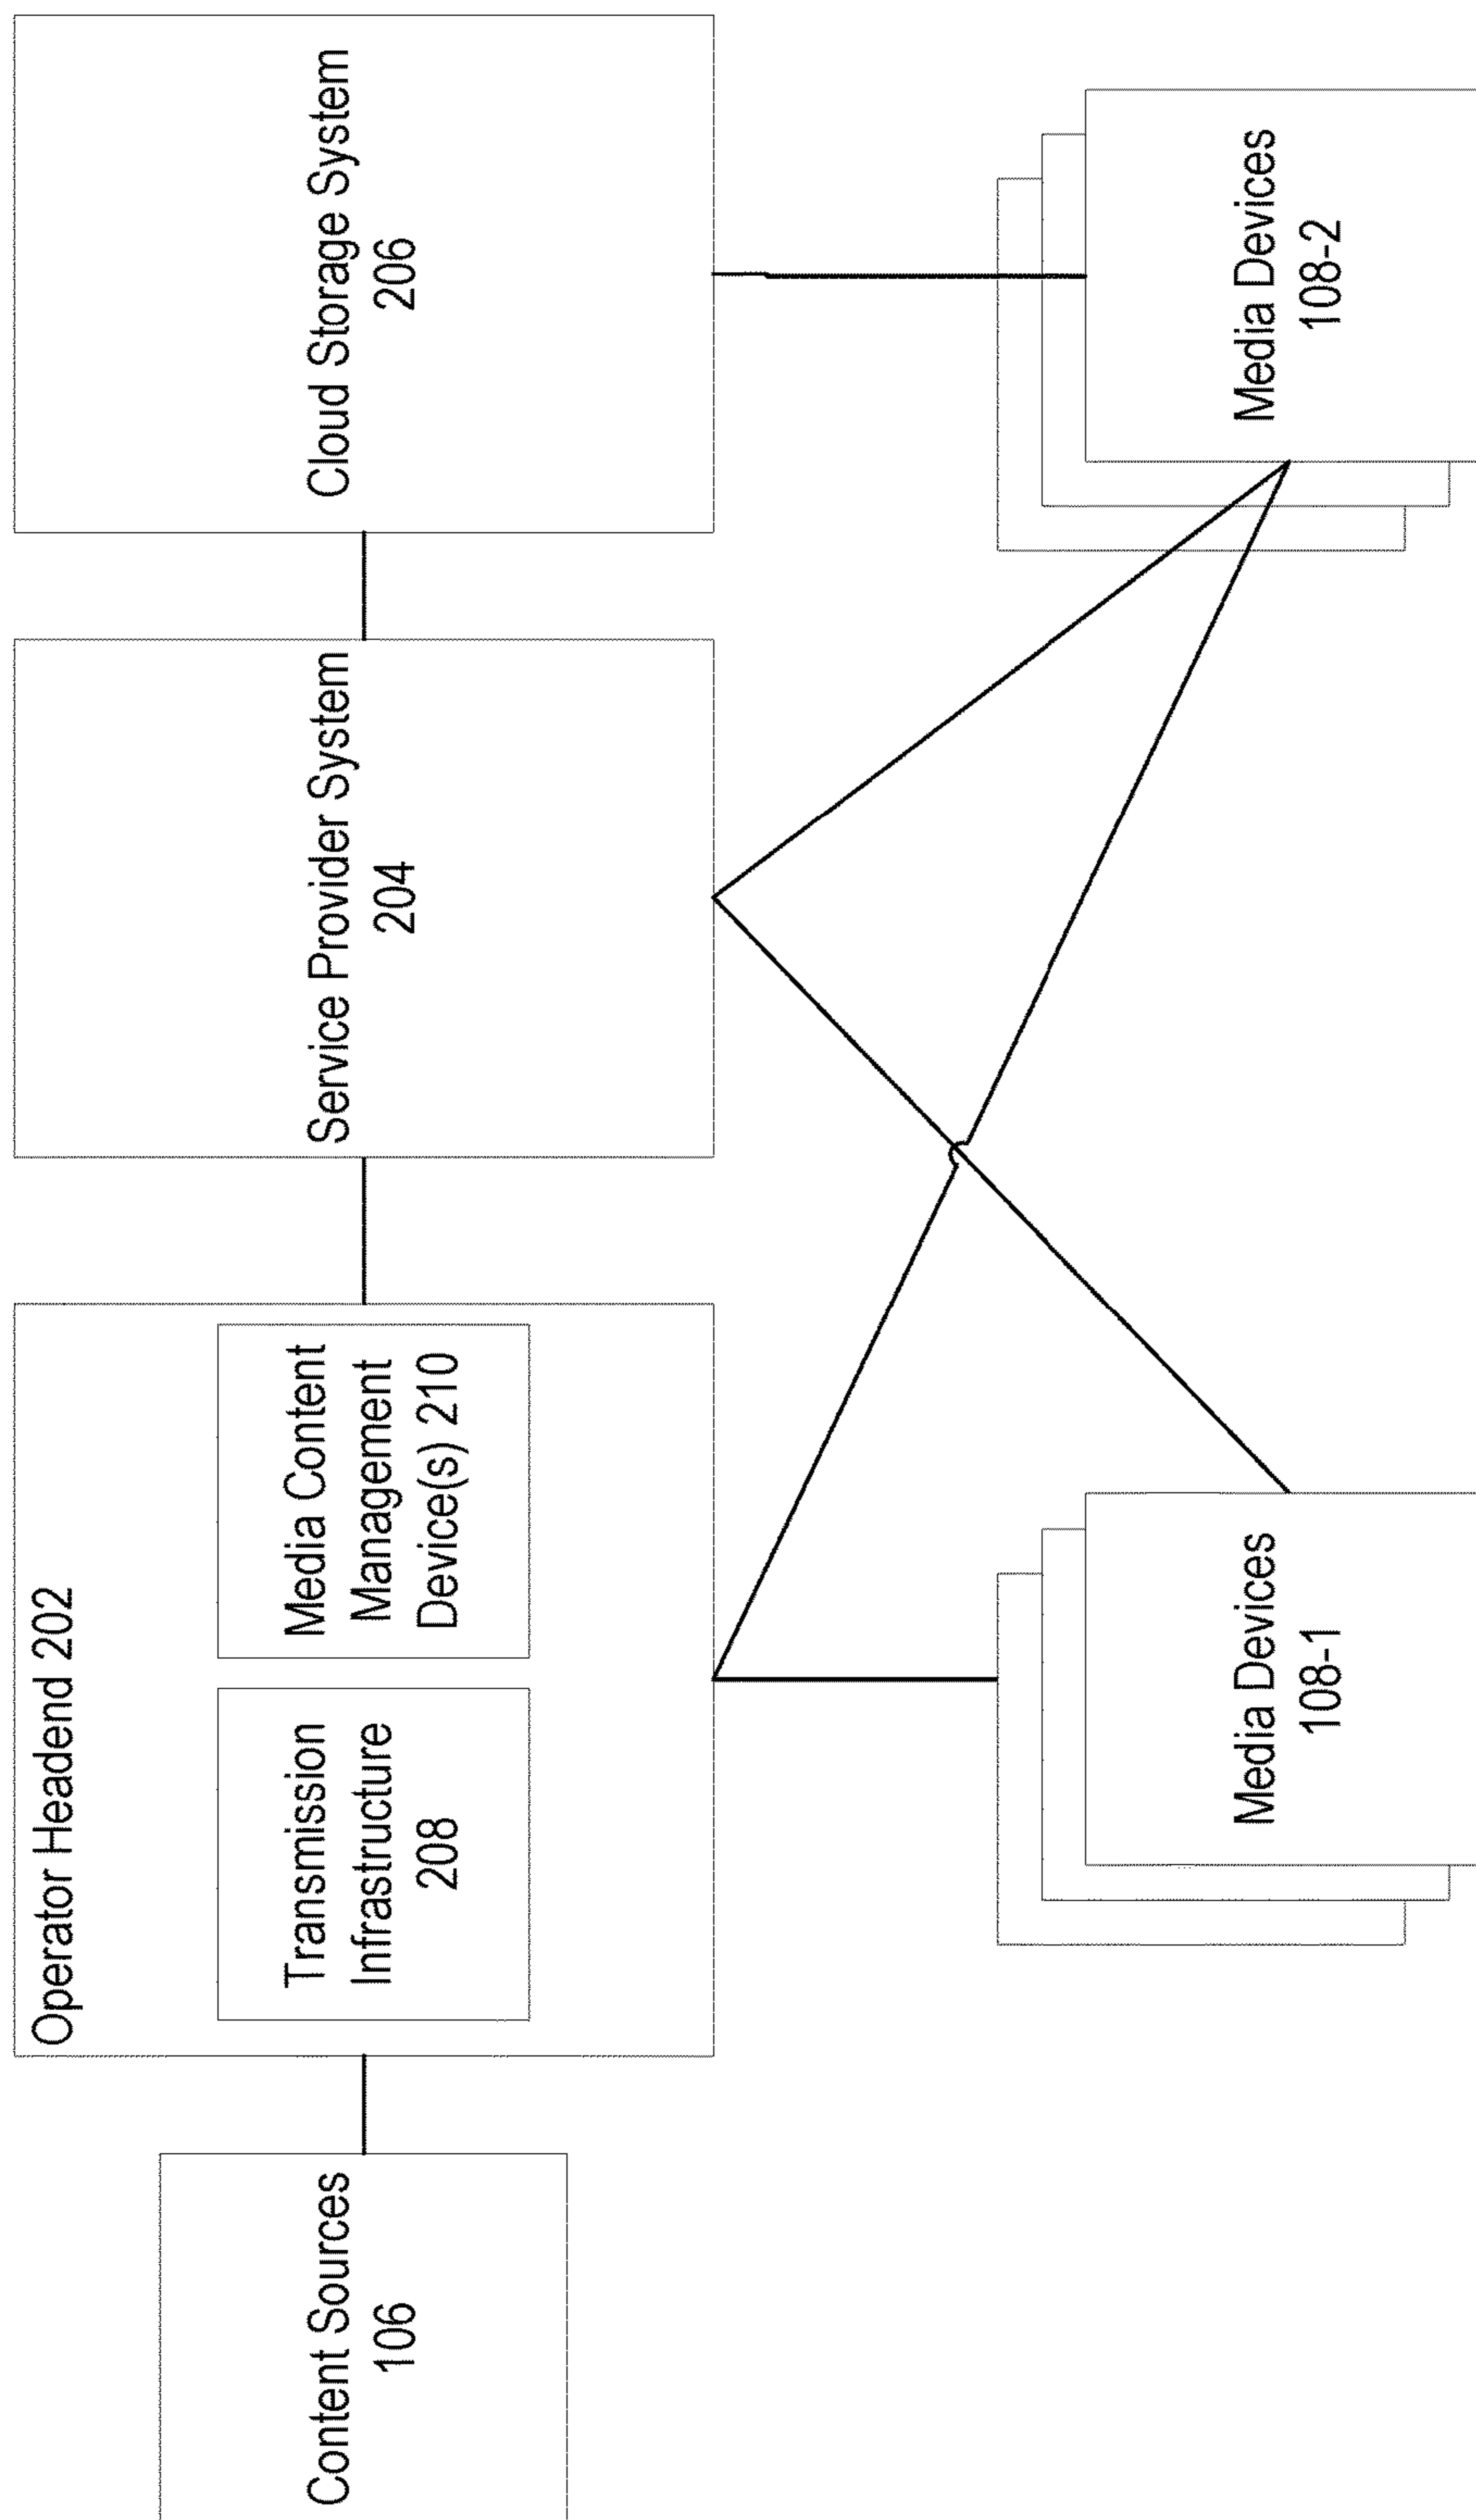 Content Sources
106
Operator Headend 202
Transmission
Infrastructure
208
Media Content
Management
Device(s) 210
Service Provider System
204
Cloud Storage System
206
Media Devices
108-1
Media Devices
108-2